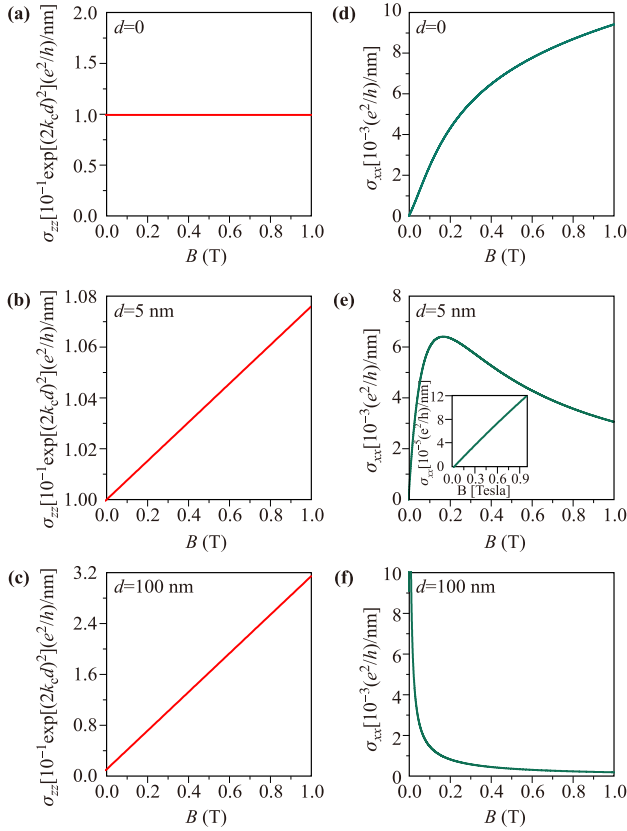 (a)
d=0
σzz[10⁻¹exp[(2kcd)²](e²/h)/nm]
2.0
1.5
1.0
0.5
0.0
0.0 0.2 0.4 0.6 0.8 1.0
B (T)
(d)
d=0
σxx[10⁻³(e²/h)/nm]
10
8
6
4
2
0
0.0 0.2 0.4 0.6 0.8 1.0
B (T)
(b)
d=5 nm
σzz[10⁻¹exp[(2kcd)²](e²/h)/nm]
1.08
1.06
1.04
1.02
1.00
0.0 0.2 0.4 0.6 0.8 1.0
B (T)
(e)
d=5 nm
σxx[10⁻³(e²/h)/nm]
8
6
4
2
0
0.0 0.2 0.4 0.6 0.8 1.0
B (T)
σxx[10⁻⁵(e²/h)/nm]
12
8
4
0
0.0 0.3 0.6 0.9
B [Tesla]
(c)
d=100 nm
σzz[10⁻¹exp[(2kcd)²](e²/h)/nm]
3.2
2.4
1.6
0.8
0.0
0.0 0.2 0.4 0.6 0.8 1.0
B (T)
(f)
d=100 nm
σxx[10⁻³(e²/h)/nm]
10
8
6
4
2
0
0.0 0.2 0.4 0.6 0.8 1.0
B (T)